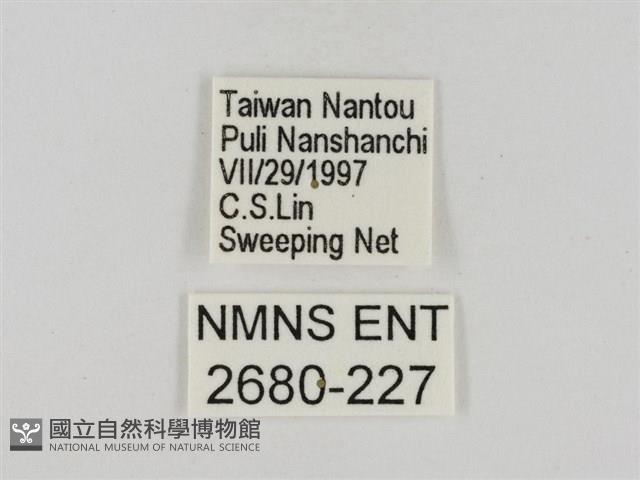 Taiwan Nantou
Puli Nanshanchi
VII/29/1997
C.S.Lin
Sweeping Net
NMNS ENT
2680-227
國立自然科學博物館
NATIONAL MUSEUM OF NATURAL SCIENCE